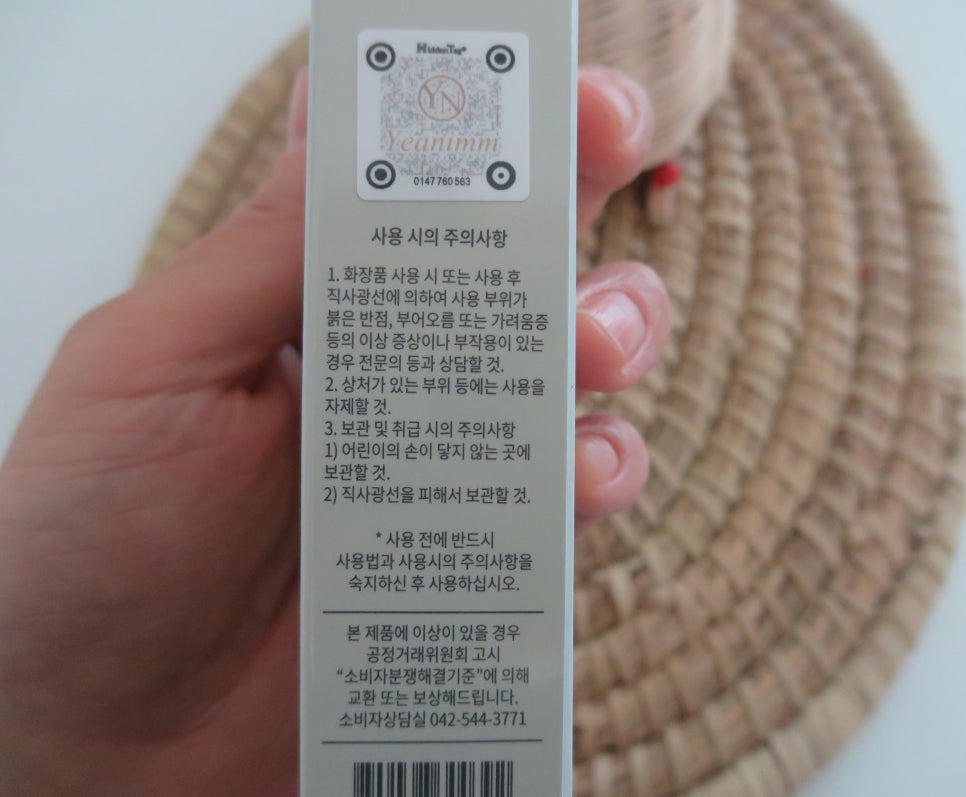 HiddenTag®
YN
Yeanimm
0147 760 563
사용 시의 주의사항
1. 화장품 사용 시 또는 사용 후
직사광선에 의하여 사용 부위가
붉은 반점, 부어오름 또는 가려움증
등의 이상 증상이나 부작용이 있는
경우 전문의 등과 상담할 것.
2. 상처가 있는 부위 등에는 사용을
자제할 것.
3. 보관 및 취급 시의 주의사항
1) 어린이의 손이 닿지 않는 곳에
보관할 것.
2) 직사광선을 피해서 보관할 것.
* 사용 전에 반드시
사용법과 사용시의 주의사항을
숙지하신 후 사용하십시오.
본 제품에 이상이 있을 경우
공정거래위원회 고시
“소비자분쟁해결기준”에 의해
교환 또는 보상해드립니다.
소비자상담실 042-544-3771